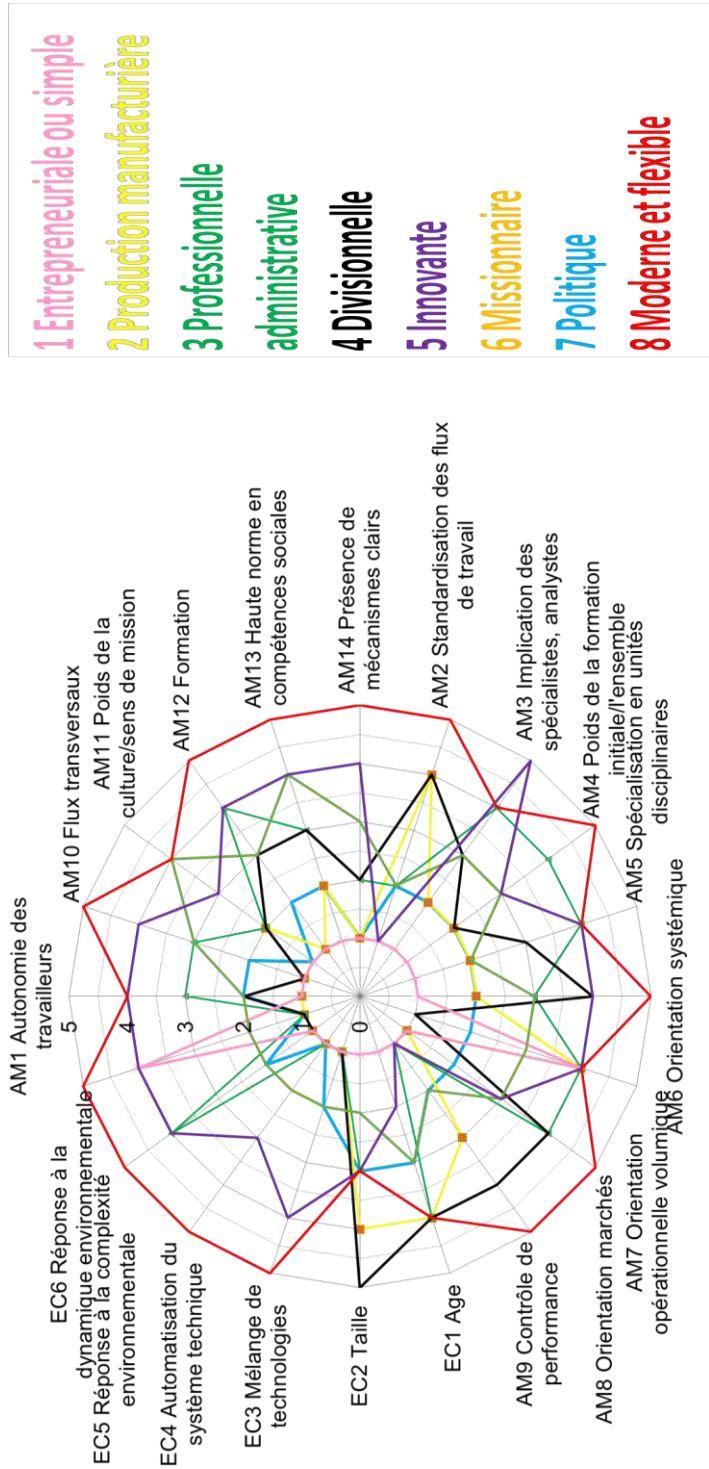 1 Entrepreneuriale ou simple
2 Production manufacturière
3 Professionnelle
administrative
4 Divisionnelle
5 Innovante
6 Missionnaire
7 Politique
8 Moderne et flexible
AM1 Autonomie des
travailleurs
AM10 Flux transversaux
AM11 Poids de la
culture/sens de mission
AM12 Formation
AM13 Haute norme en
compétences sociales
AM14 Présence de
mécanismes clairs
AM2 Standardisation des flux
de travail
AM3 Implication des
spécialistes, analystes
AM4 Poids de la formation
initiale/l'ensemble
AM5 Spécialisation en unités
disciplinaires
AM6 Orientation systémique
AM7 Orientation
opérationnelle volumique
AM8 Orientation marchés
AM9 Contrôle de
performance
EC1 Age
EC2 Taille
EC3 Mélange de
technologies
EC4 Automatisation du
système technique
EC5 Réponse à la complexité
environnementale
EC6 Réponse à la
dynamique environnementale
5
4
3
2
1
0